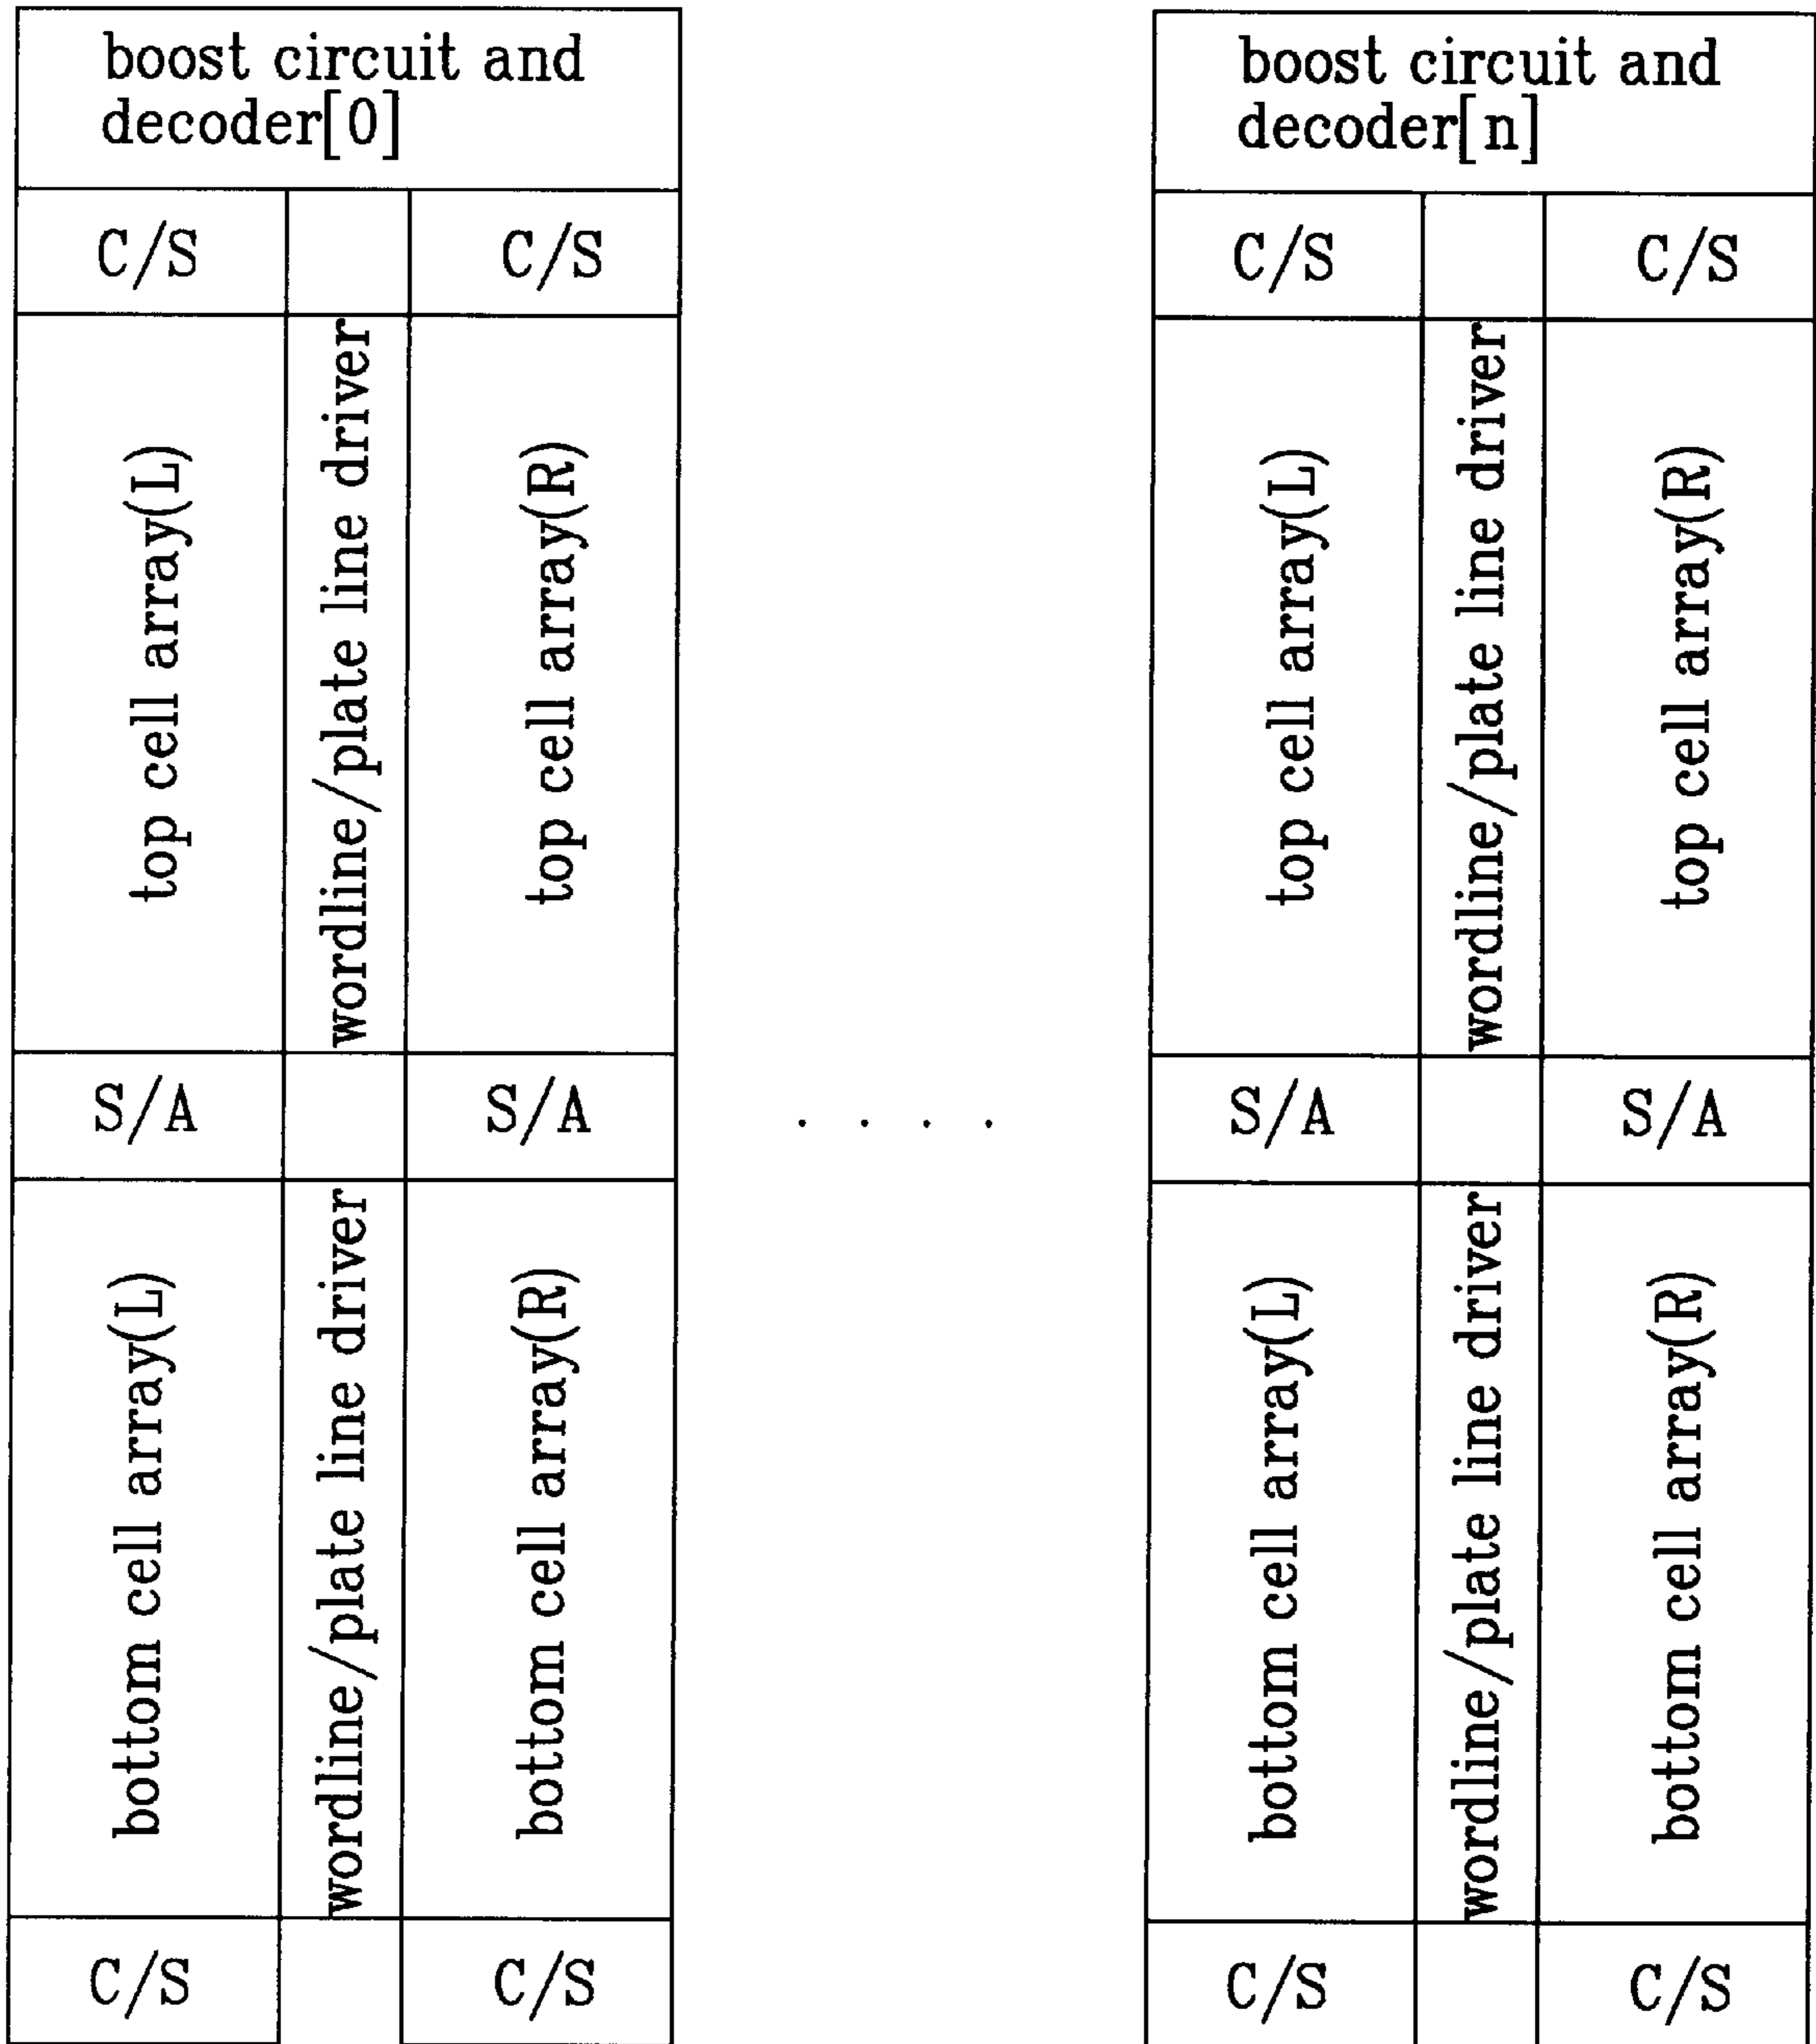 boost circuit and
decoder[0]
C/S
C/S
top cell array(L)
wordline/plate line driver
top cell array(R)
S/A
S/A
bottom cell array(L)
wordline/plate line driver
bottom cell array(R)
C/S
C/S
. . . .
boost circuit and
decoder[n]
C/S
C/S
top cell array(L)
wordline/plate line driver
top cell array(R)
S/A
S/A
bottom cell array(L)
wordline/plate line driver
bottom cell array(R)
C/S
C/S